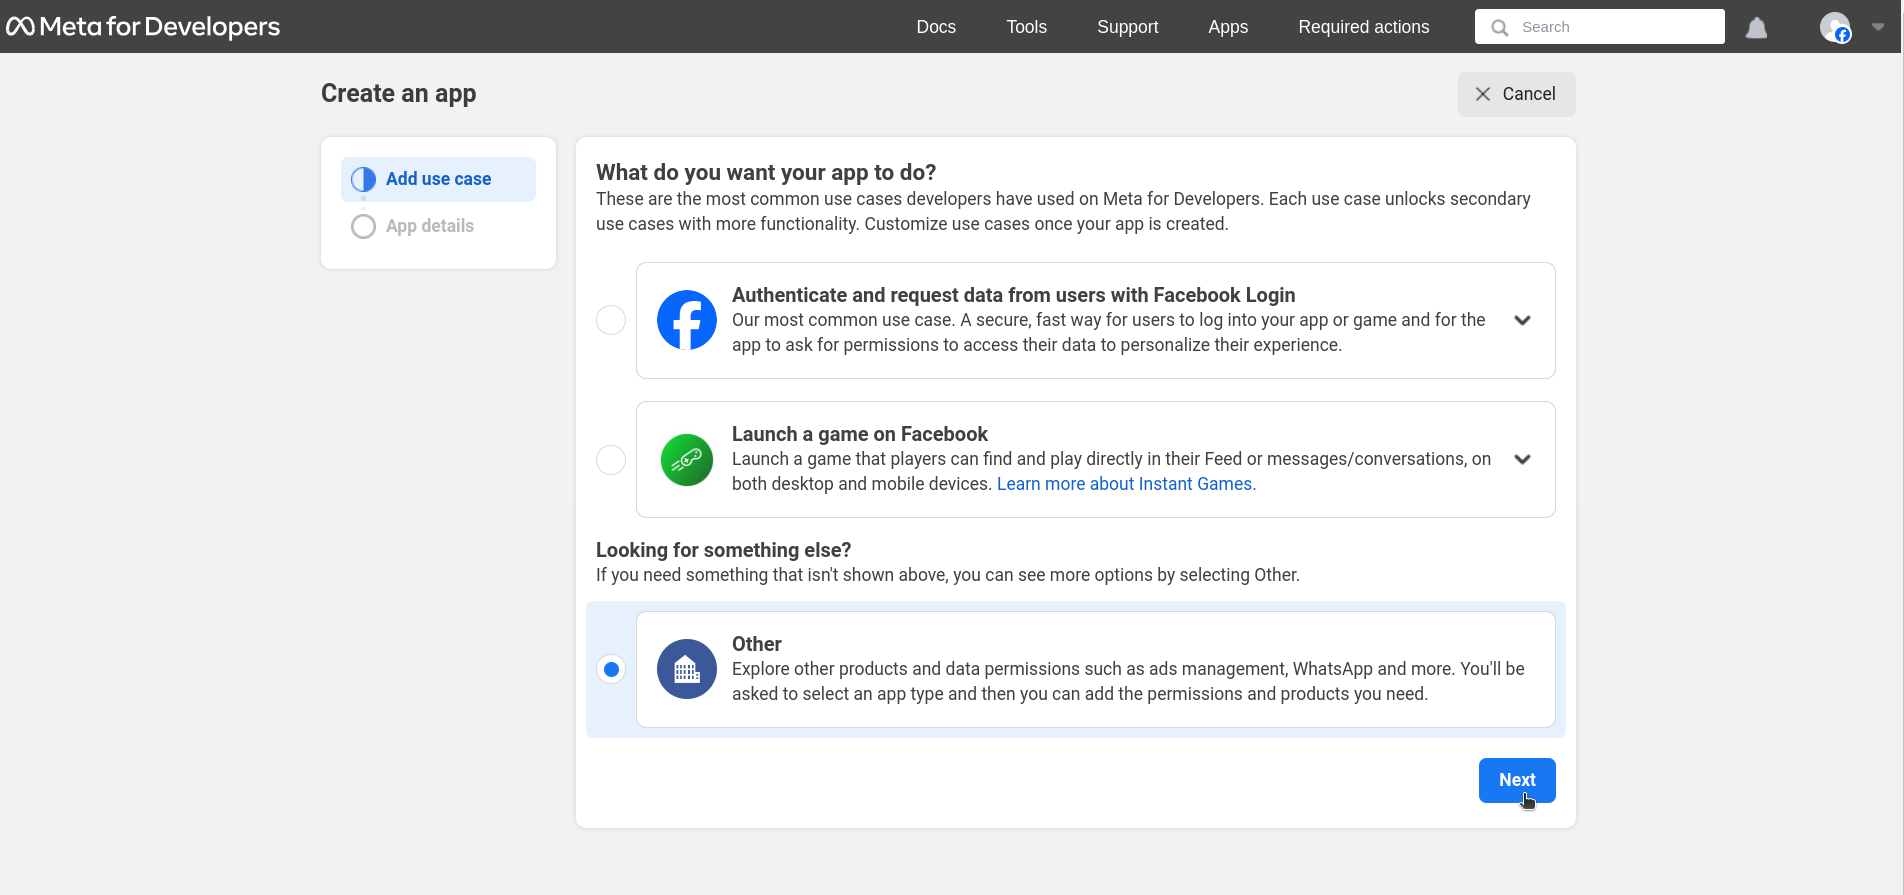 Meta for Developers
Docs
Tools
Support
Apps
Required actions
Search
Create an app
Cancel
Add use case
App details
What do you want your app to do?
These are the most common use cases developers have used on Meta for Developers. Each use case unlocks secondary
use cases with more functionality. Customize use cases once your app is created.
Authenticate and request data from users with Facebook Login
Our most common use case. A secure, fast way for users to log into your app or game and for the
app to ask for permissions to access their data to personalize their experience.
Launch a game on Facebook
Launch a game that players can find and play directly in their Feed or messages/conversations, on
both desktop and mobile devices. Learn more about Instant Games.
Looking for something else?
If you need something that isn't shown above, you can see more options by selecting Other.
Other
Explore other products and data permissions such as ads management, WhatsApp and more. You'll be
asked to select an app type and then you can add the permissions and products you need.
Next